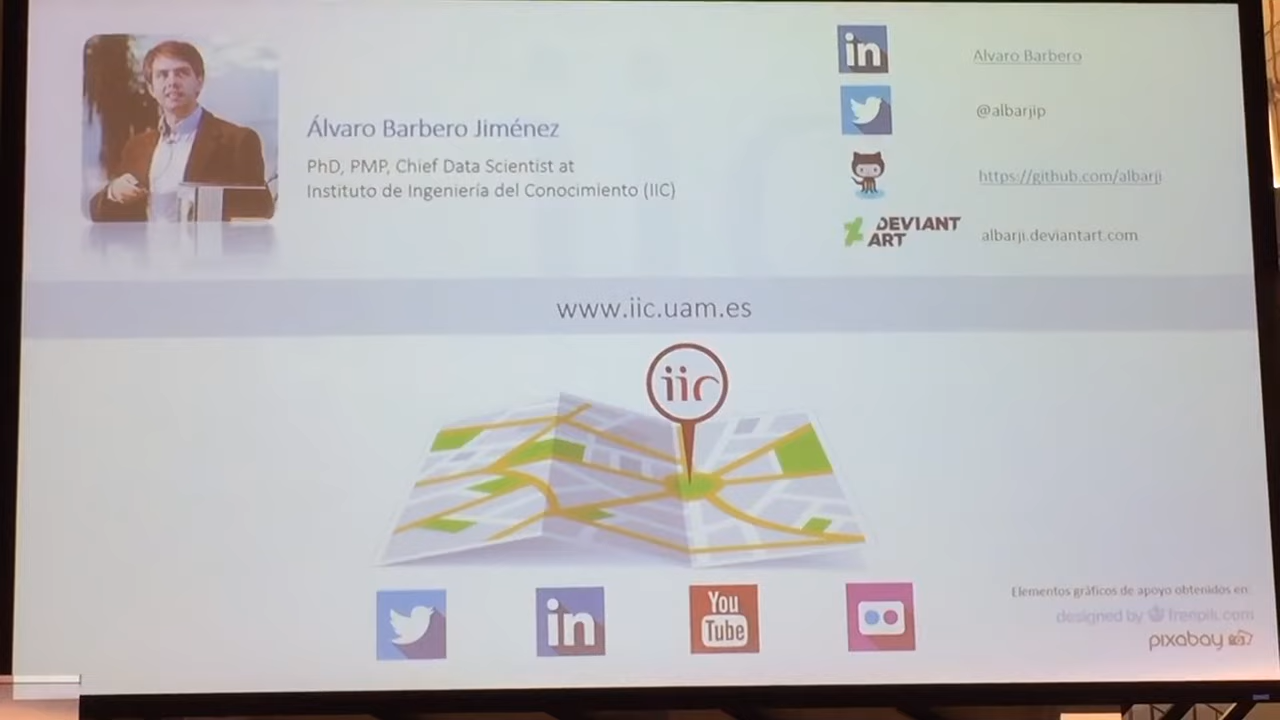 Álvaro Barbero Jiménez
PhD, PMP, Chief Data Scientist at
Instituto de Ingeniería del Conocimiento (IIC)
in
Alvaro Barbero
@albarjip
https://github.com/albarji
DEVIANT
ART
albarji.deviantart.com
www.iic.uam.es
iic
in
You
Tube
Elementos gráficos de apoyo obtenidos en:
designed by freepik.com
pixabay